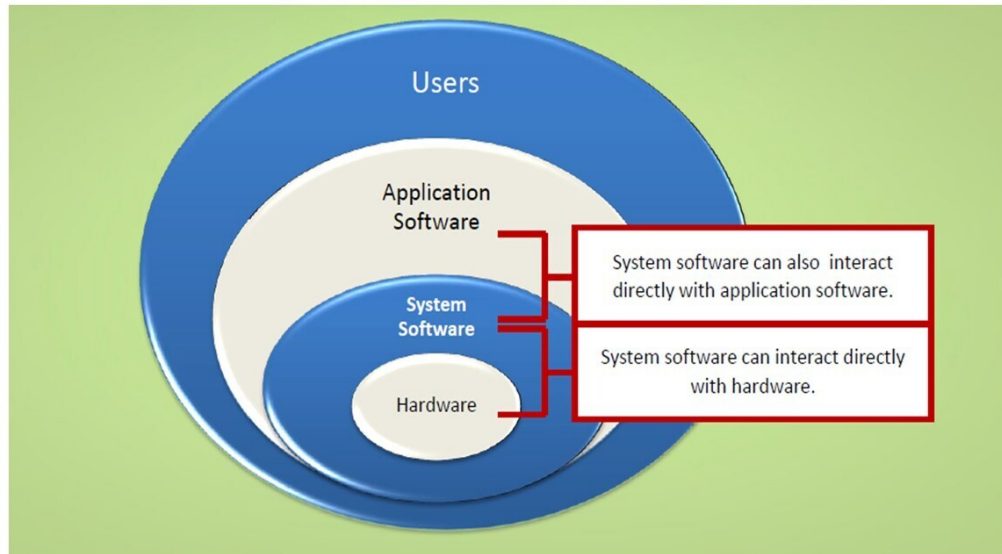 Users
Application
Software
System software can also interact
directly with application software.
System
Software
System software can interact directly
with hardware.
Hardware